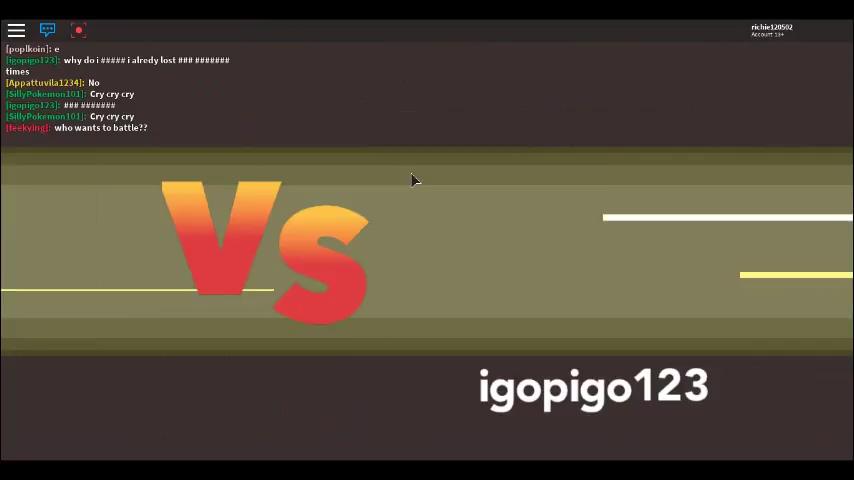 richie120502
Account: 13+
[poplkoin]: e
[igopigo123]: why do i ##### i alredy lost ### #######
times
[Appattuvila1234]: No
[SillyPokemon101]: Cry cry cry
[igopigo123]: ### #######
[SillyPokemon101]: Cry cry cry
[feekying]: who wants to battle??
Vs
igopigo123